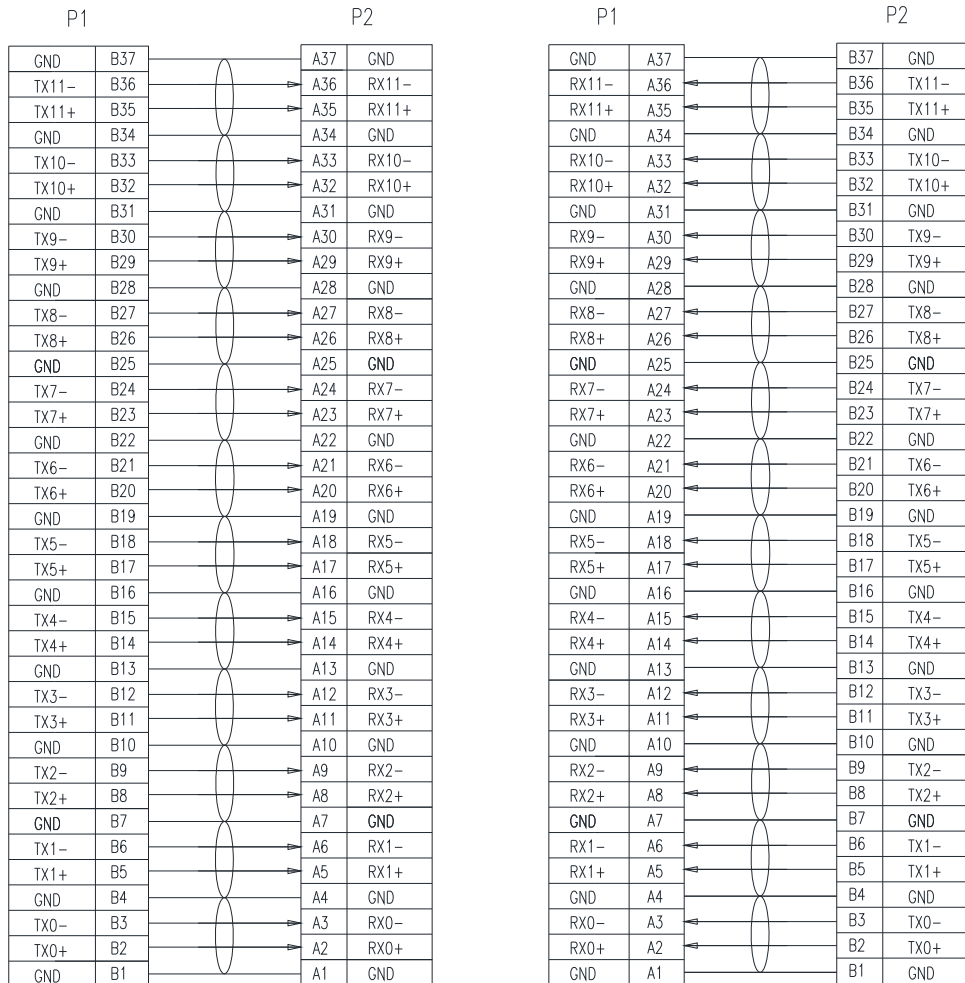 P1 P2 P1 P2
GND B37 A37 GND GND A37 B37 GND
TX11- B36 A36 RX11- RX11- A36 B36 TX11-
TX11+ B35 A35 RX11+ RX11+ A35 B35 TX11+
GND B34 A34 GND GND A34 B34 GND
TX10- B33 A33 RX10- RX10- A33 B33 TX10-
TX10+ B32 A32 RX10+ RX10+ A32 B32 TX10+
GND B31 A31 GND GND A31 B31 GND
TX9- B30 A30 RX9- RX9- A30 B30 TX9-
TX9+ B29 A29 RX9+ RX9+ A29 B29 TX9+
GND B28 A28 GND GND A28 B28 GND
TX8- B27 A27 RX8- RX8- A27 B27 TX8-
TX8+ B26 A26 RX8+ RX8+ A26 B26 TX8+
GND B25 A25 GND GND A25 B25 GND
TX7- B24 A24 RX7- RX7- A24 B24 TX7-
TX7+ B23 A23 RX7+ RX7+ A23 B23 TX7+
GND B22 A22 GND GND A22 B22 GND
TX6- B21 A21 RX6- RX6- A21 B21 TX6-
TX6+ B20 A20 RX6+ RX6+ A20 B20 TX6+
GND B19 A19 GND GND A19 B19 GND
TX5- B18 A18 RX5- RX5- A18 B18 TX5-
TX5+ B17 A17 RX5+ RX5+ A17 B17 TX5+
GND B16 A16 GND GND A16 B16 GND
TX4- B15 A15 RX4- RX4- A15 B15 TX4-
TX4+ B14 A14 RX4+ RX4+ A14 B14 TX4+
GND B13 A13 GND GND A13 B13 GND
TX3- B12 A12 RX3- RX3- A12 B12 TX3-
TX3+ B11 A11 RX3+ RX3+ A11 B11 TX3+
GND B10 A10 GND GND A10 B10 GND
TX2- B9 A9 RX2- RX2- A9 B9 TX2-
TX2+ B8 A8 RX2+ RX2+ A8 B8 TX2+
GND B7 A7 GND GND A7 B7 GND
TX1- B6 A6 RX1- RX1- A6 B6 TX1-
TX1+ B5 A5 RX1+ RX1+ A5 B5 TX1+
GND B4 A4 GND GND A4 B4 GND
TX0- B3 A3 RX0- RX0- A3 B3 TX0-
TX0+ B2 A2 RX0+ RX0+ A2 B2 TX0+
GND B1 A1 GND GND A1 B1 GND